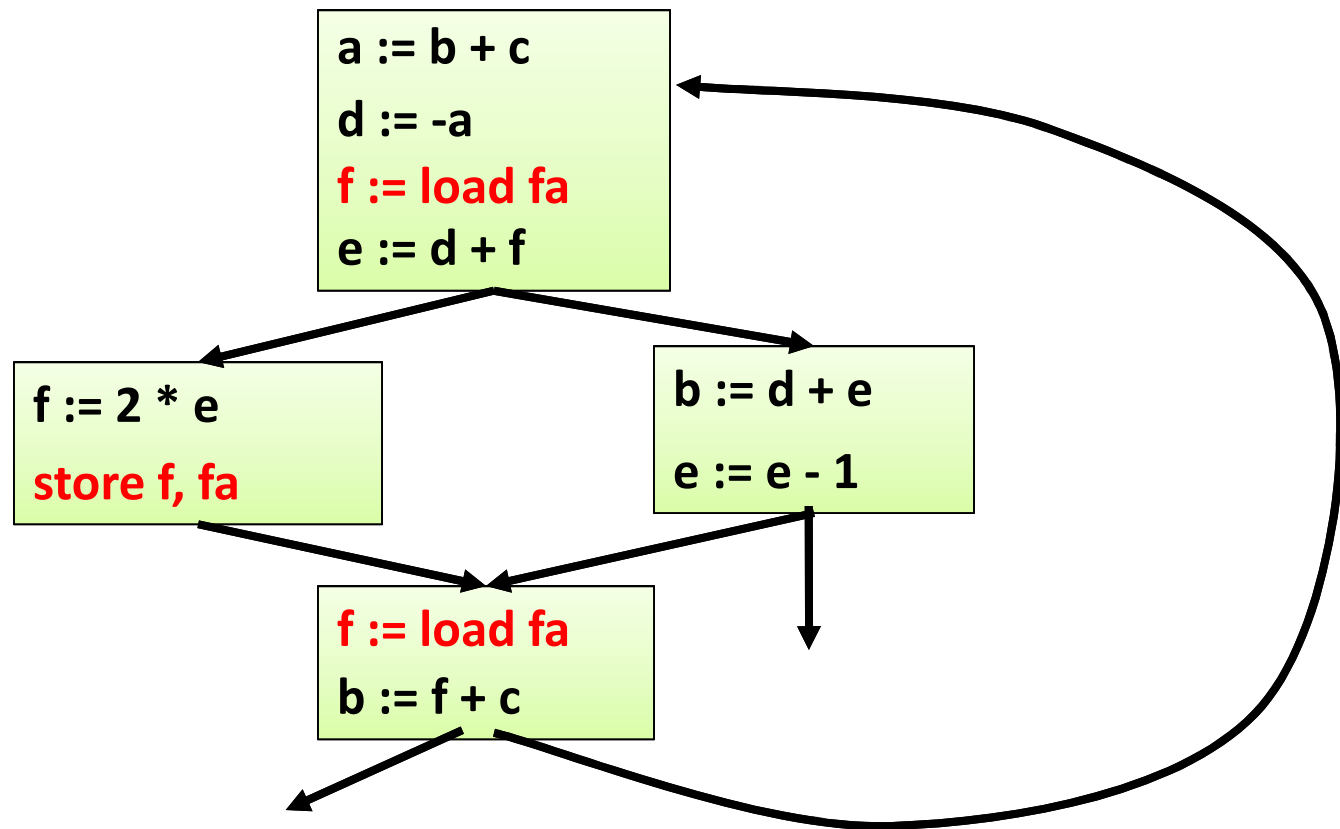 a := b + c
d := -a
f := load fa
e := d + f
f := 2 * e
store f, fa
b := d + e
e := e - 1
f := load fa
b := f + c